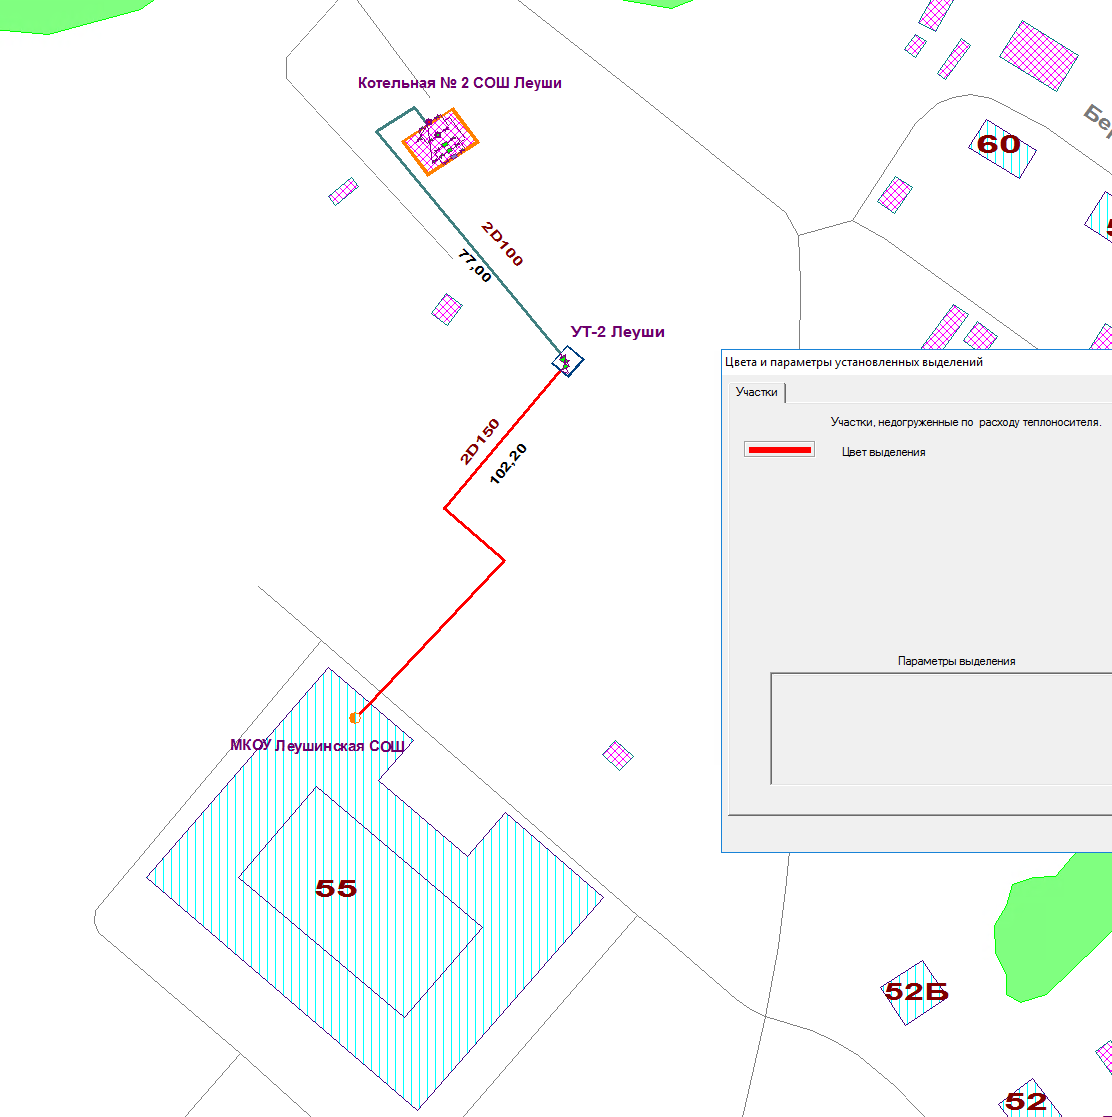 Котельная № 2 СОШ Леуши
60
2D100
77,00
УТ-2 Леуши
Цвета и параметры установленных выделений
Участки
Участки, недогруженные по расходу теплоносителя.
Цвет выделения
2D150
102,20
Параметры выделения
МКОУ Леушинская СОШ
55
52Б
52